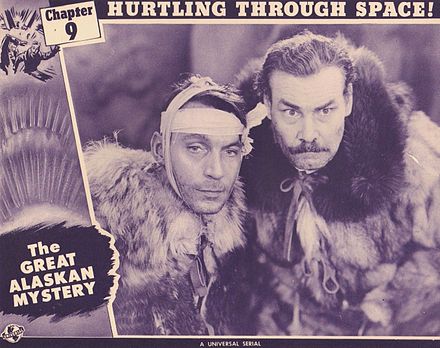 Chapter
9
HURTLING THROUGH SPACE!
The
GREAT
ALASKAN
MYSTERY
A UNIVERSAL SERIAL